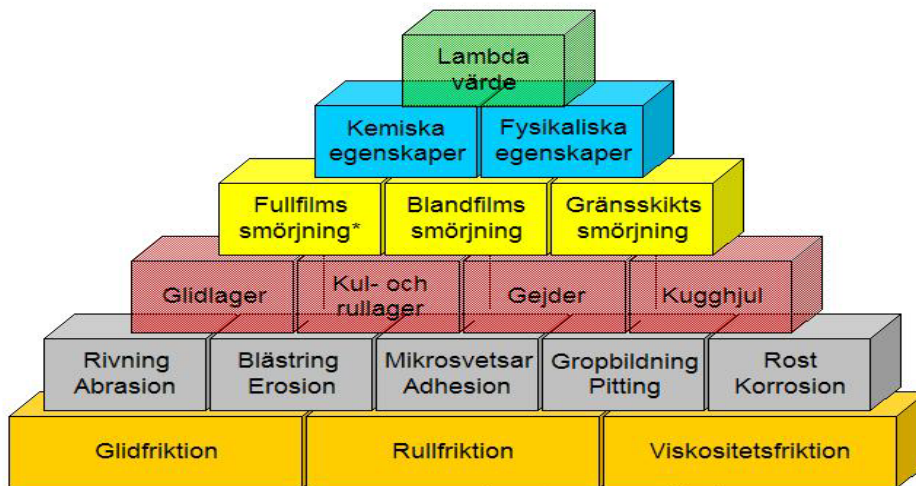 Lambda
värde
Kemiska
egenskaper
Fysikaliska
egenskaper
Fullfilms
smörjning*
Blandfilms
smörjning
Gränsskikts
smörjning
Glidlager
Kul- och
rullager
Gejder
Kugghjul
Rivning
Abrasion
Blästring
Erosion
Mikrosvetsar
Adhesion
Gropbildning
Pitting
Rost
Korrosion
Glidfriktion
Rullfriktion
Viskositetsfriktion